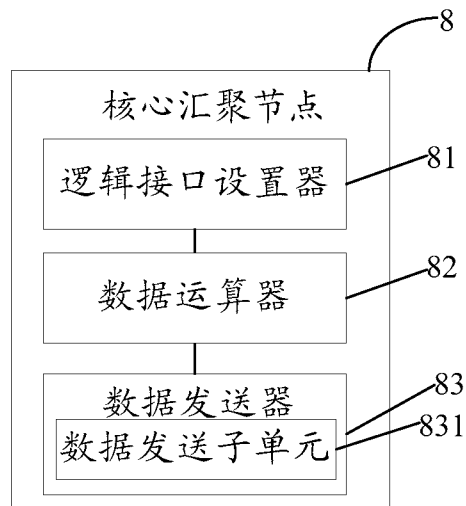 8
核心汇聚节点
81
逻辑接口设置器
82
数据运算器
数据发送器
83
831
数据发送子单元